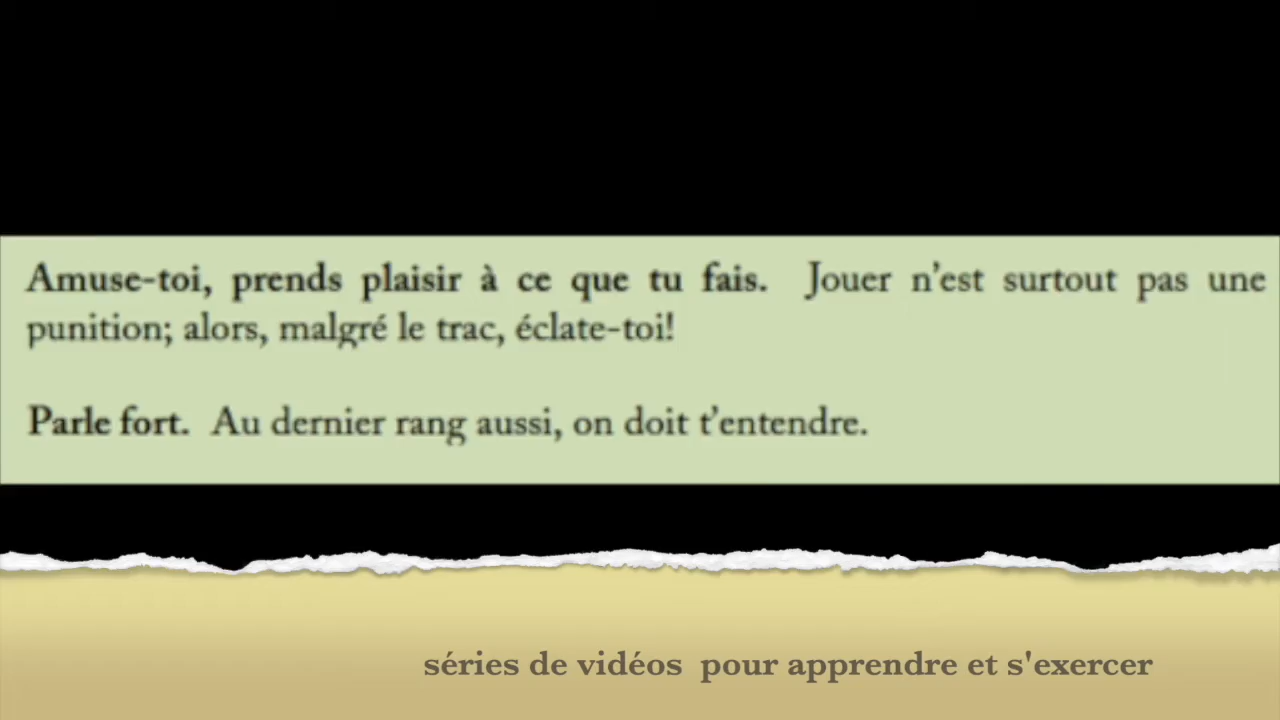 Amuse-toi, prends plaisir à ce que tu fais. Jouer n'est surtout pas une
punition; alors, malgré le trac, éclate-toi!
Parle fort. Au dernier rang aussi, on doit t'entendre.
séries de vidéos pour apprendre et s'exercer